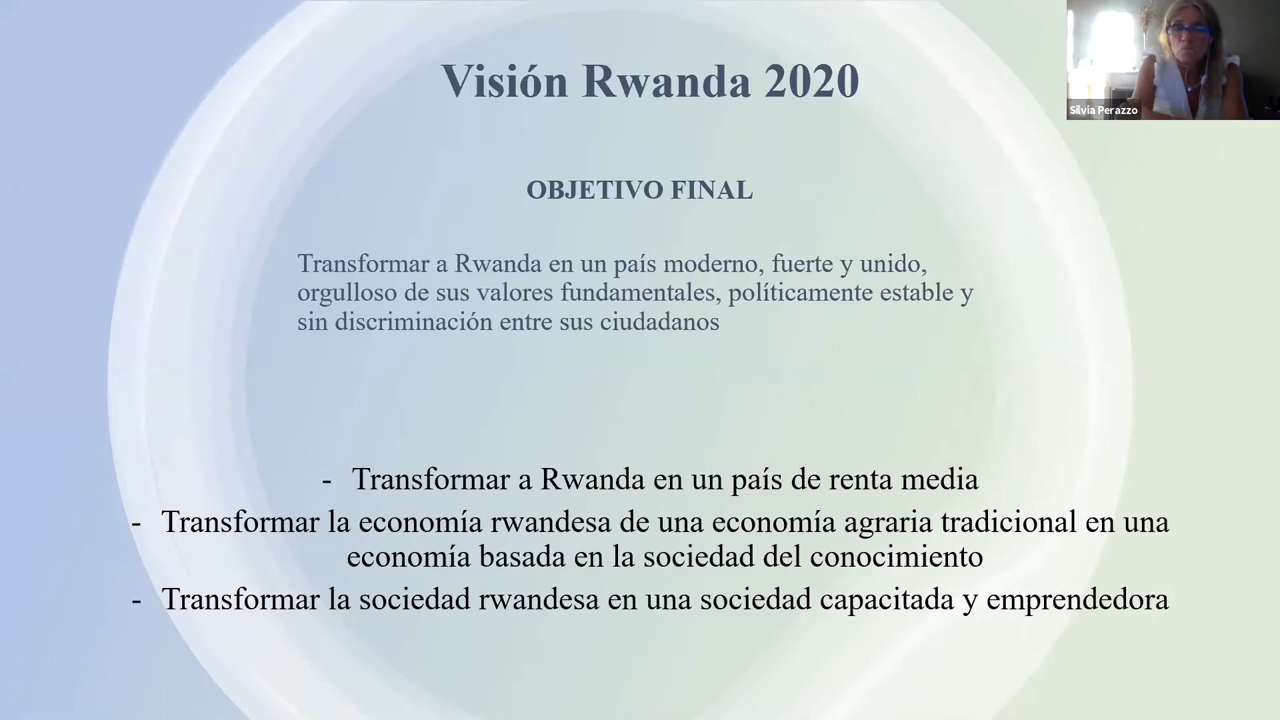 Visión Rwanda 2020
Silvia Perazzo
OBJETIVO FINAL
Transformar a Rwanda en un país moderno, fuerte y unido,
orgulloso de sus valores fundamentales, políticamente estable y
sin discriminación entre sus ciudadanos
- Transformar a Rwanda en un país de renta media
- Transformar la economía rwandesa de una economía agraria tradicional en una
economía basada en la sociedad del conocimiento
- Transformar la sociedad rwandesa en una sociedad capacitada y emprendedora